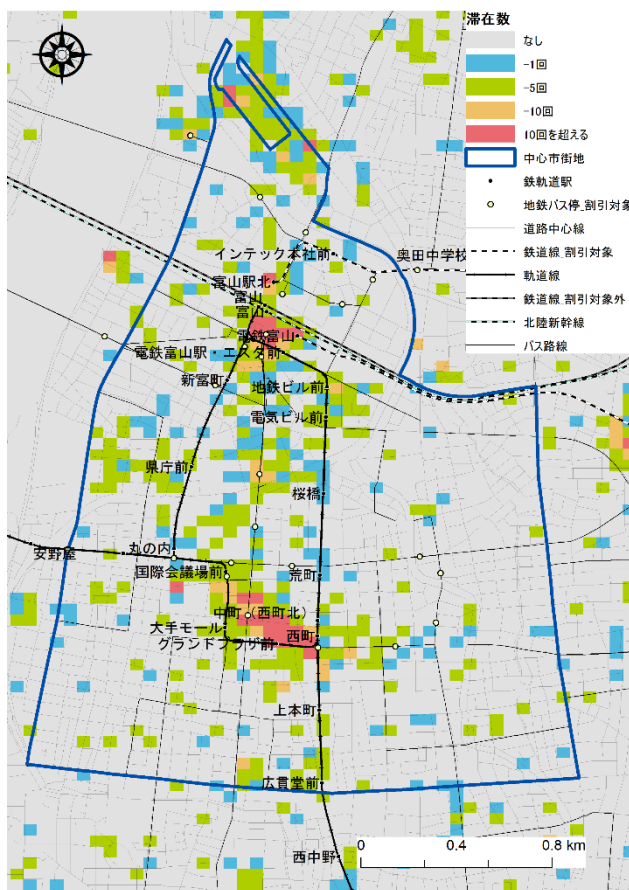 滞在数
なし
-1回
-5回
-10回
10回を超える
中心市街地
鉄軌道駅
地鉄バス停_割引対象
道路中心線
鉄道線_割引対象
軌道線
鉄道線_割引対象外
北陸新幹線
バス路線
インテック本社前
奥田中学校
富山駅北
富山
富山
電鉄富山
電鉄富山駅・エスタ前
新富町
地鉄ビル前
電気ビル前
県庁前
桜橋
安野屋
丸の内
国際会議場前
荒町
中町(西町北)
大手モール
西町
グランドプラザ前
上本町
広貫堂前
西中野
0 0.4 0.8 km